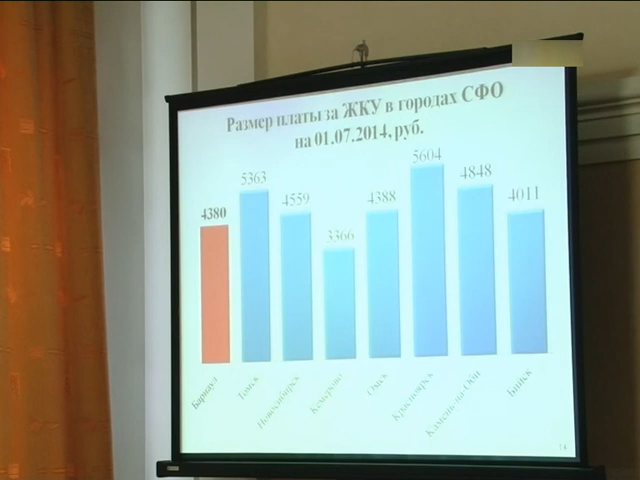 Размер платы за ЖКУ в городах СФО
на 01.07.2014, руб.
4380
5363
4559
3366
4388
5604
4848
4011
Барнаул
Томск
Новосибирск
Кемерово
Омск
Красноярск
Камень-на-Оби
Бийск
14